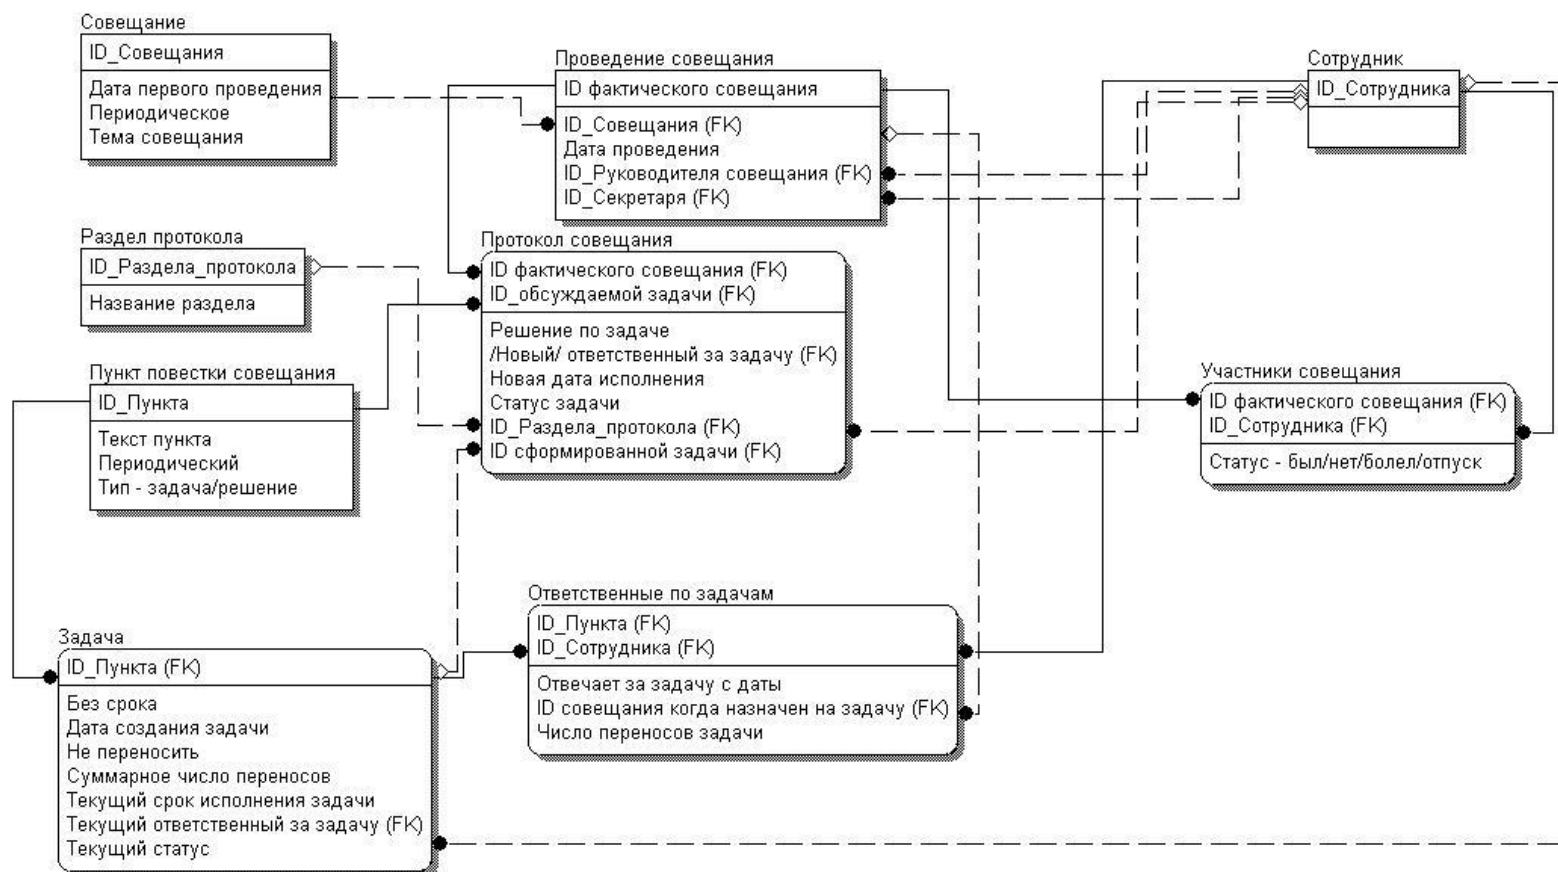 Совещание
ID_Совещания
Дата первого проведения
Периодическое
Тема совещания
Проведение совещания
ID фактического совещания
ID_Совещания (FK)
Дата проведения
ID_Руководителя совещания (FK)
ID_Секретаря (FK)
Сотрудник
ID_Сотрудника
Раздел протокола
ID_Раздела_протокола
Название раздела
Протокол совещания
ID фактического совещания (FK)
ID_обсуждаемой задачи (FK)
Решение по задаче
/Новый/ ответственный за задачу (FK)
Новая дата исполнения
Статус задачи
ID_Раздела_протокола (FK)
ID сформированной задачи (FK)
Пункт повестки совещания
ID_Пункта
Текст пункта
Периодический
Тип - задача/решение
Участники совещания
ID фактического совещания (FK)
ID_Сотрудника (FK)
Статус - был/нет/болел/отпуск
Ответственные по задачам
ID_Пункта (FK)
ID_Сотрудника (FK)
Отвечает за задачу с даты
ID совещания когда назначен на задачу (FK)
Число переносов задачи
Задача
ID_Пункта (FK)
Без срока
Дата создания задачи
Не переносить
Суммарное число переносов
Текущий срок исполнения задачи
Текущий ответственный за задачу (FK)
Текущий статус